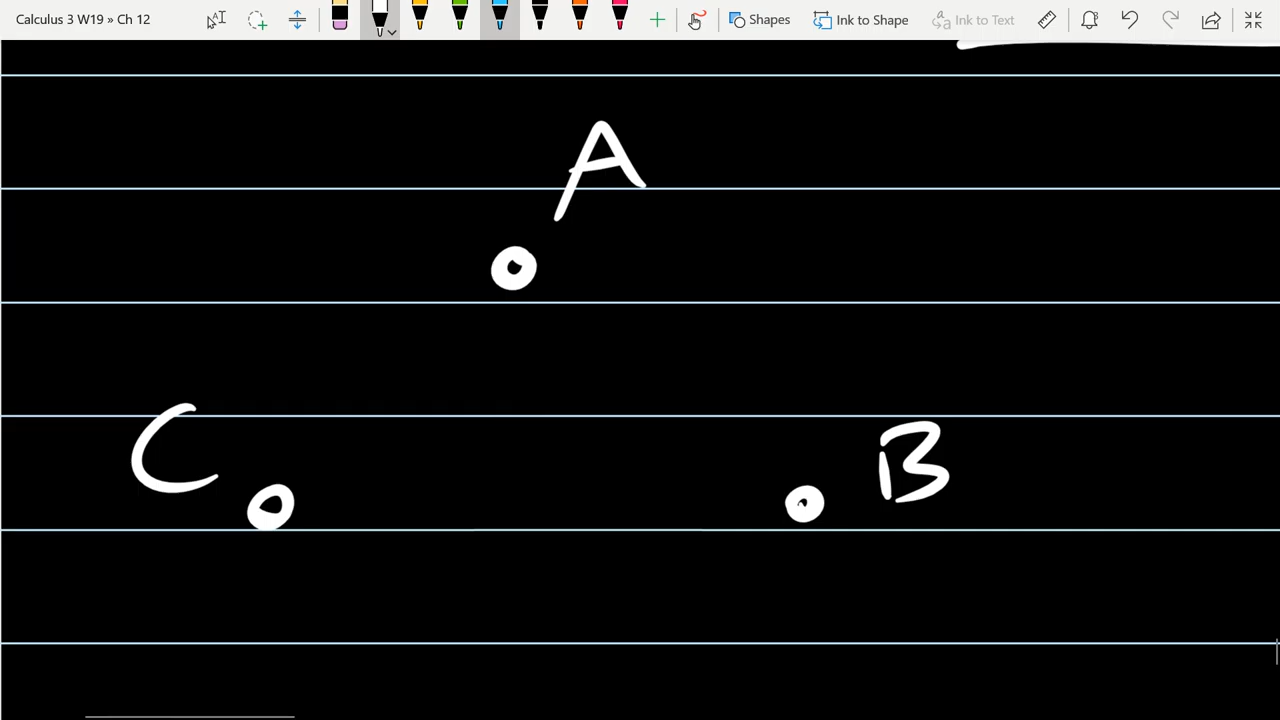 Calculus 3 W19 » Ch 12
Shapes
Ink to Shape
Ink to Text
A
C
B